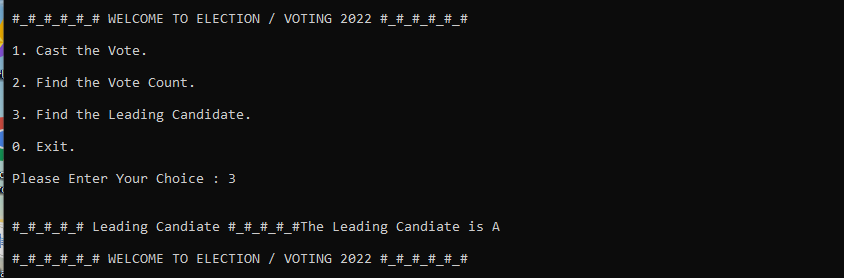 #_#_#_#_#_# WELCOME TO ELECTION / VOTING 2022 #_#_#_#_#_#
1. Cast the Vote.
2. Find the Vote Count.
3. Find the Leading Candidate.
0. Exit.
Please Enter Your Choice : 3
#_#_#_#_# Leading Candiate #_#_#_#_#The Leading Candiate is A
#_#_#_#_#_# WELCOME TO ELECTION / VOTING 2022 #_#_#_#_#_#